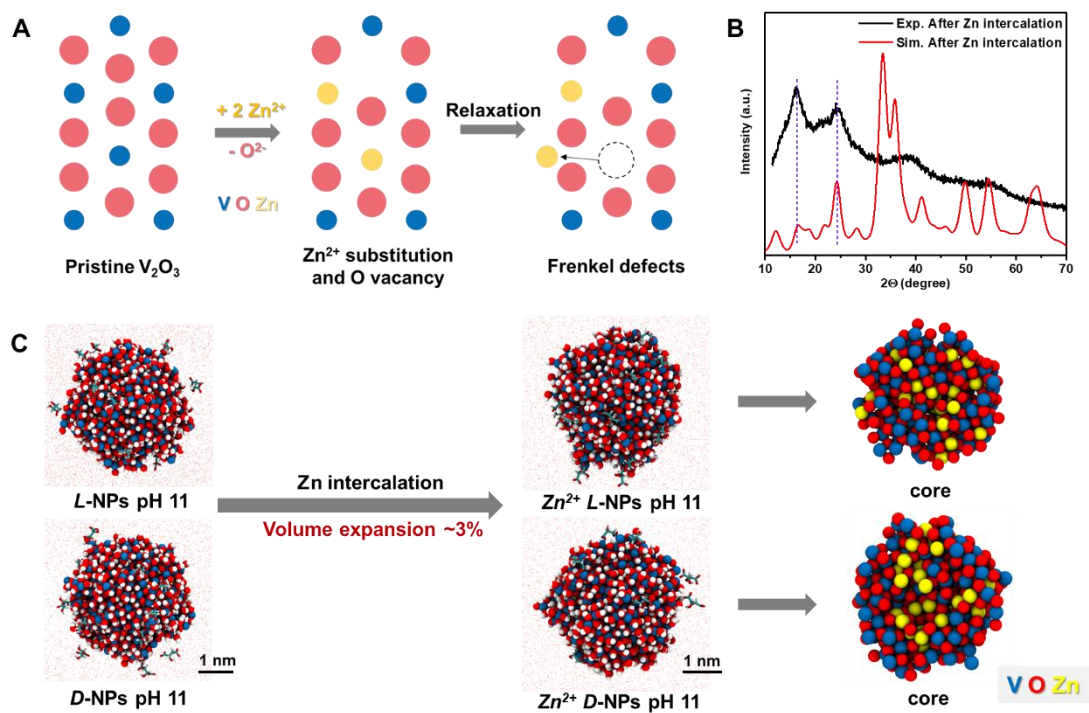 A
+ 2 Zn²⁺
- O²⁻
V O Zn
Relaxation
Pristine V₂O₃
Zn²⁺ substitution
and O vacancy
Frenkel defects
B
Exp. After Zn intercalation
Sim. After Zn intercalation
Intensity (a.u.)
10 20 30 40 50 60 70
2Θ (degree)
C
L-NPs pH 11
Zn intercalation
Volume expansion ~3%
Zn²⁺ L-NPs pH 11
core
1 nm
D-NPs pH 11
1 nm
Zn²⁺ D-NPs pH 11
core
V O Zn